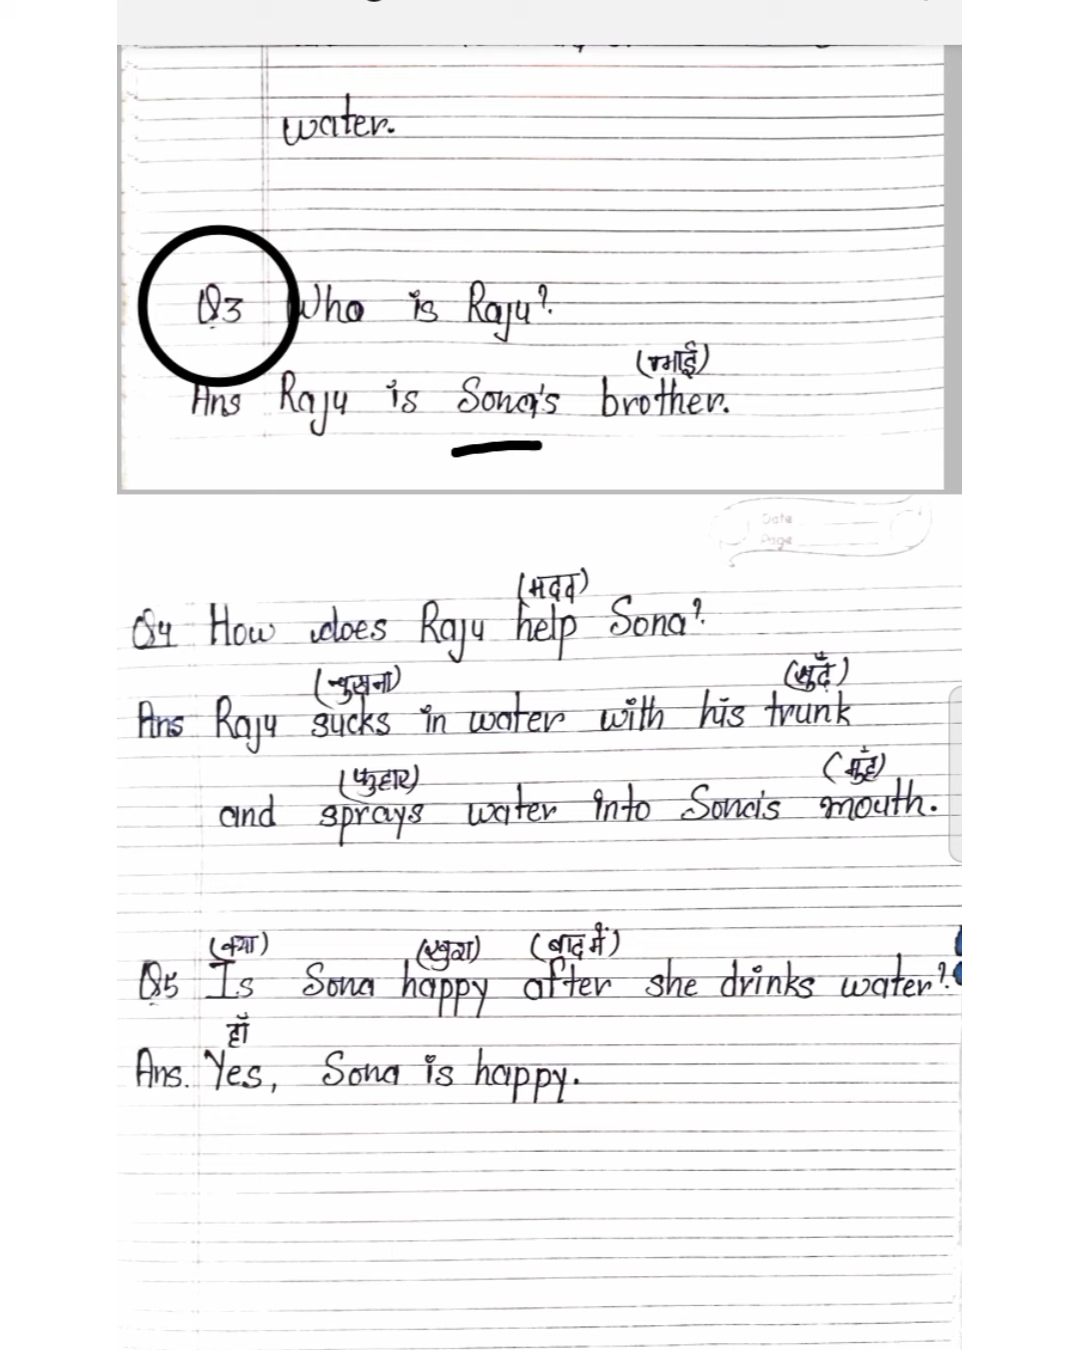 water.
Q3 Who is Raju?
(भाई)
Ans Raju is Sona's brother.
Date
Page
(मदद)
Q4 How does Raju help Sona?
(चुसना) (सुढँ)
Ans Raju sucks in water with his trunk
(फुहार) (मुँह)
and sprays water into Sona's mouth.
(क्या) (खुश) (बाद में)
Q5 Is Sona happy after she drinks water?
हाँ
Ans. Yes, Sona is happy.